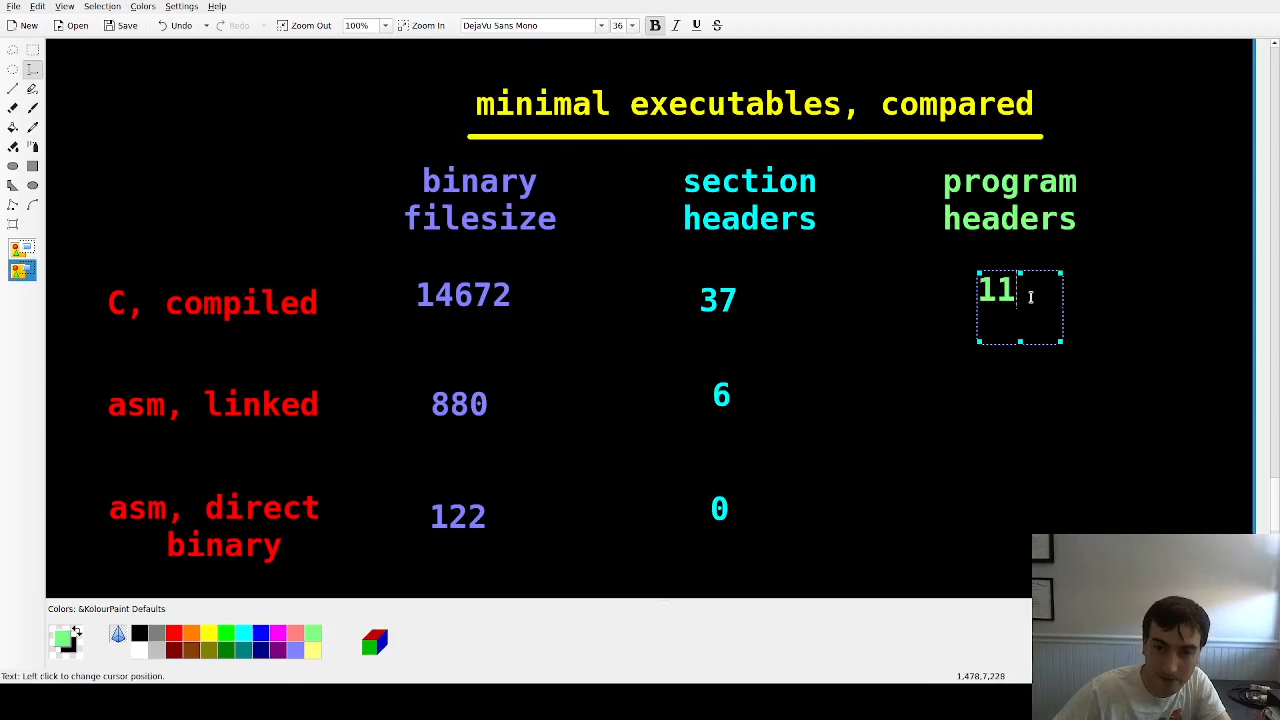 File Edit View Selection Colors Settings Help
New Open Save Undo Redo Zoom Out 100% Zoom In DejaVu Sans Mono 36 B I U S
minimal executables, compared
binary section program
filesize headers headers
C, compiled 14672 37 11
asm, linked 880 6
asm, direct 122 0
binary
Colors: &KolourPaint Defaults
Text: Left click to change cursor position. 1,478,7,228